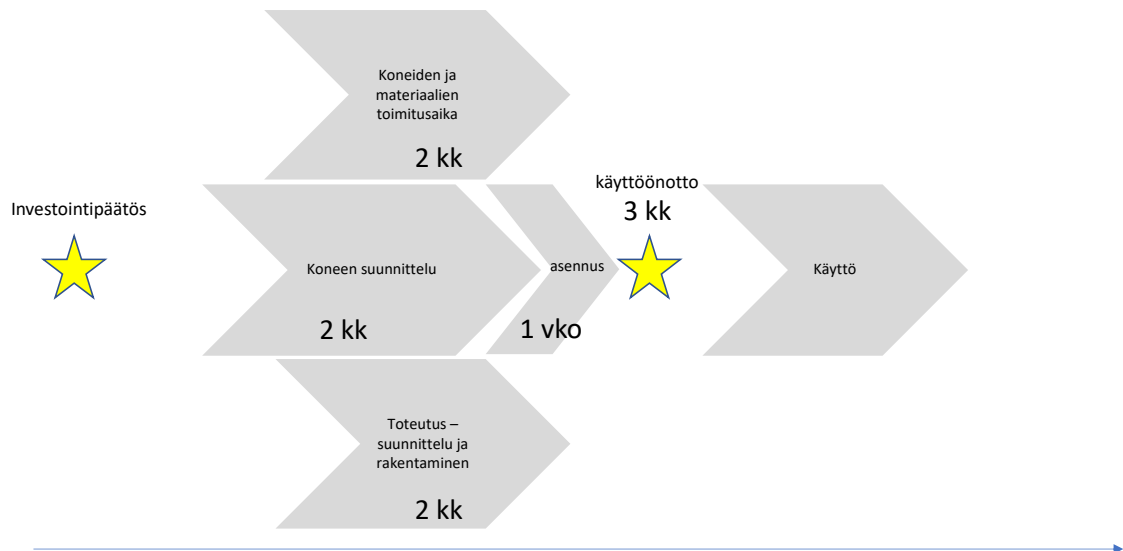 Koneiden ja
materiaalien
toimitusaika
2 kk
Investointipäätös
Koneen suunnittelu
2 kk
asennus
1 vko
käyttöönotto
3 kk
Käyttö
Toteutus –
suunnittelu ja
rakentaminen
2 kk